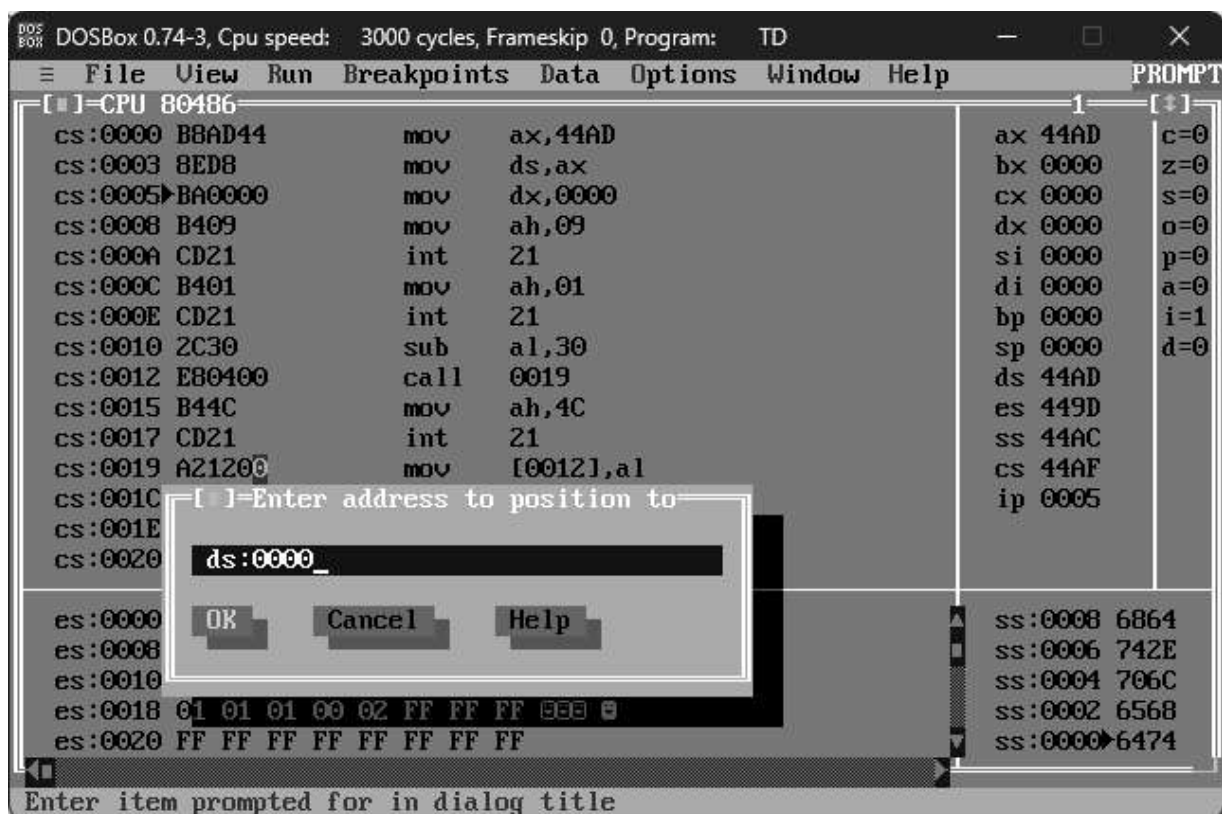 DOSBox 0.74-3, Cpu speed: 3000 cycles, Frameskip 0, Program: TD
≡ File View Run Breakpoints Data Options Window Help PROMPT
[■]=CPU 80486 1 [↕]
cs:0000 B8AD44 mov ax,44AD ax 44AD c=0
cs:0003 8ED8 mov ds,ax bx 0000 z=0
cs:0005►BA0000 mov dx,0000 cx 0000 s=0
cs:0008 B409 mov ah,09 dx 0000 o=0
cs:000A CD21 int 21 si 0000 p=0
cs:000C B401 mov ah,01 di 0000 a=0
cs:000E CD21 int 21 bp 0000 i=1
cs:0010 2C30 sub al,30 sp 0000 d=0
cs:0012 E80400 call 0019 ds 44AD
cs:0015 B44C mov ah,4C es 449D
cs:0017 CD21 int 21 ss 44AC
cs:0019 A21200 mov [0012],al cs 44AF
cs:001C [■]=Enter address to position to ip 0005
cs:001E
cs:0020 ds:0000_
es:0000 OK Cancel Help ss:0008 6864
es:0008 ss:0006 742E
es:0010 ss:0004 706C
es:0018 01 01 01 00 02 FF FF FF ss:0002 6568
es:0020 FF FF FF FF FF FF FF FF ss:0000►6474
Enter item prompted for in dialog title